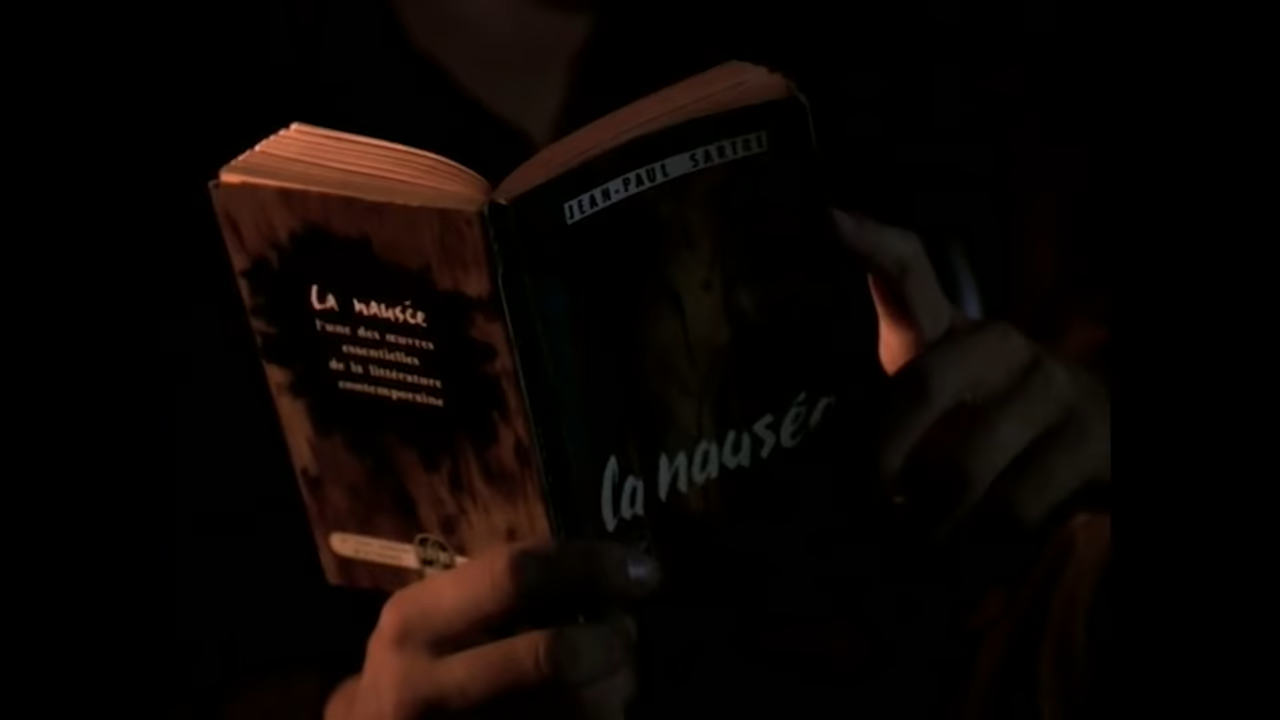 La nausée
l'une des œuvres
essentielles
de la littérature
contemporaine
JEAN-PAUL SARTRE
la nausée